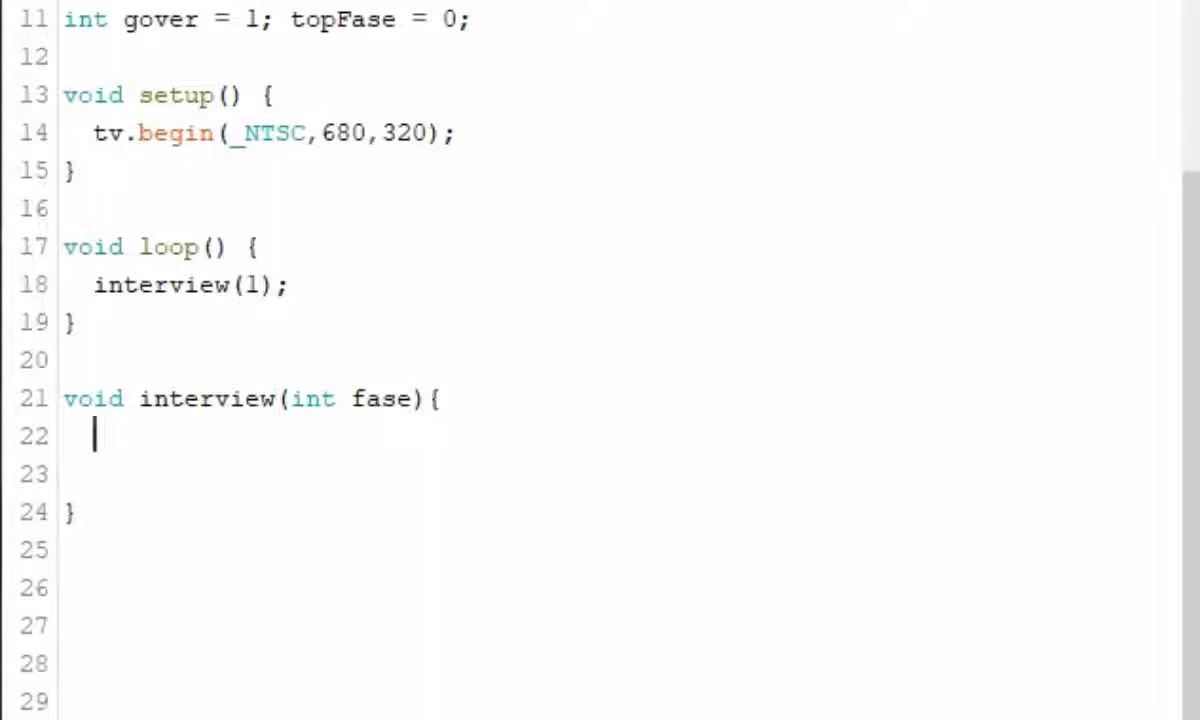 11 int gover = 1; topFase = 0;
12
13 void setup() {
14   tv.begin(_NTSC,680,320);
15 }
16
17 void loop() {
18   interview(1);
19 }
20
21 void interview(int fase){
22
23
24 }
25
26
27
28
29